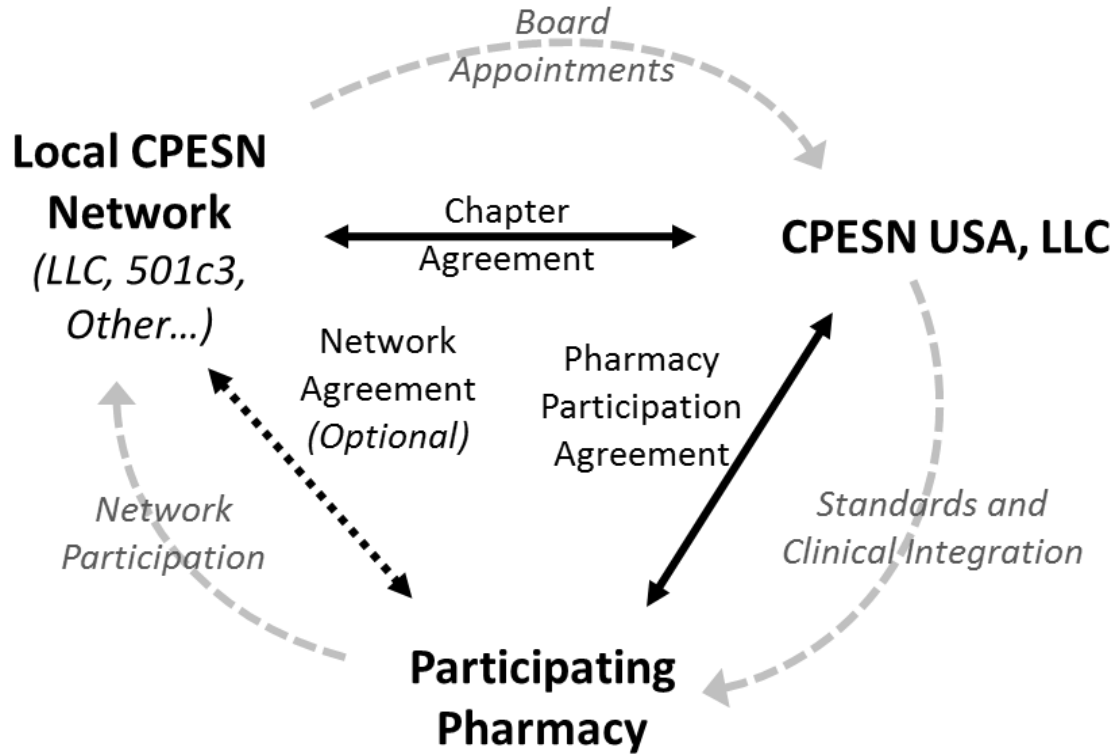 Board
Appointments
Local CPESN
Network
(LLC, 501c3,
Other...)
Chapter
Agreement
CPESN USA, LLC
Network
Agreement
(Optional)
Pharmacy
Participation
Agreement
Network
Participation
Standards and
Clinical Integration
Participating
Pharmacy